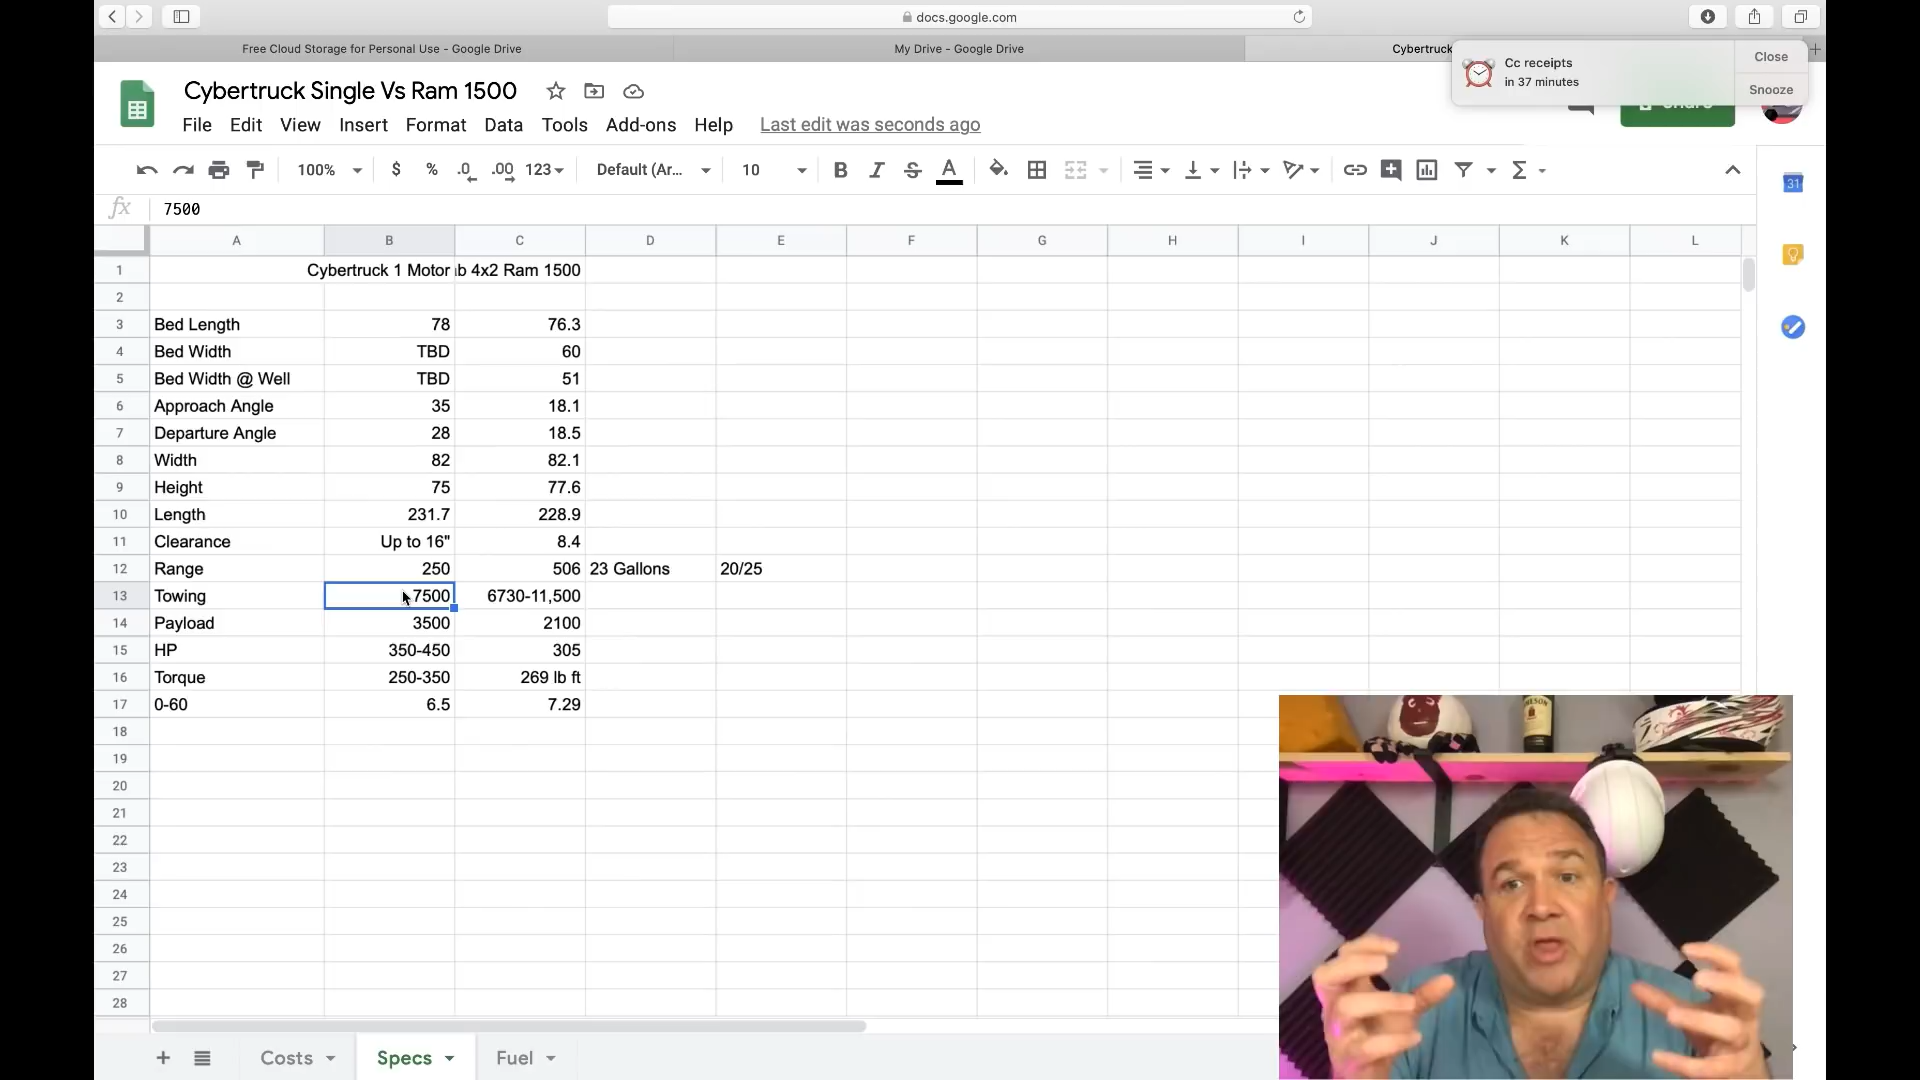 docs.google.com
Free Cloud Storage for Personal Use - Google Drive
My Drive - Google Drive
Cybertruck
Cc receipts
in 37 minutes
Close
Snooze
Cybertruck Single Vs Ram 1500
File Edit View Insert Format Data Tools Add-ons Help Last edit was seconds ago
100% $ % .0 .00 123 Default (Ar... 10 B I S A Σ
31
fx 7500
A B C D E F G H I J K L
1 Cybertruck 1 Motor b 4x2 Ram 1500
2
3 Bed Length 78 76.3
4 Bed Width TBD 60
5 Bed Width @ Well TBD 51
6 Approach Angle 35 18.1
7 Departure Angle 28 18.5
8 Width 82 82.1
9 Height 75 77.6
10 Length 231.7 228.9
11 Clearance Up to 16" 8.4
12 Range 250 506 23 Gallons 20/25
13 Towing 7500 6730-11,500
14 Payload 3500 2100
15 HP 350-450 305
16 Torque 250-350 269 lb ft
17 0-60 6.5 7.29
18
19
20
21
22
23
24
25
26
27
28
Costs Specs Fuel